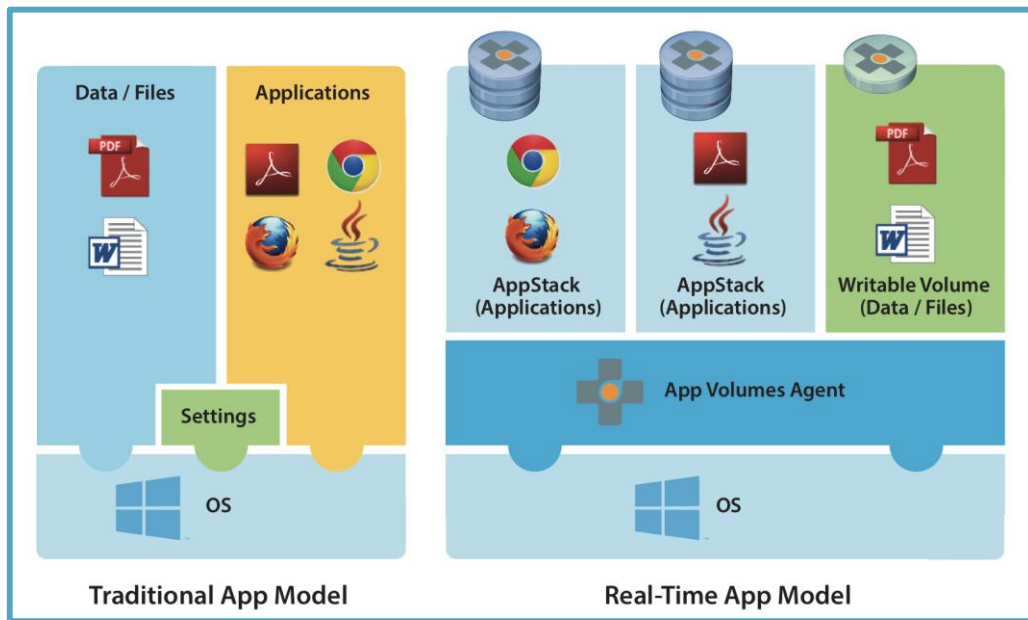 Data / Files
Applications
PDF
W
Settings
OS
Traditional App Model
AppStack
(Applications)
AppStack
(Applications)
PDF
W
Writable Volume
(Data / Files)
App Volumes Agent
OS
Real-Time App Model